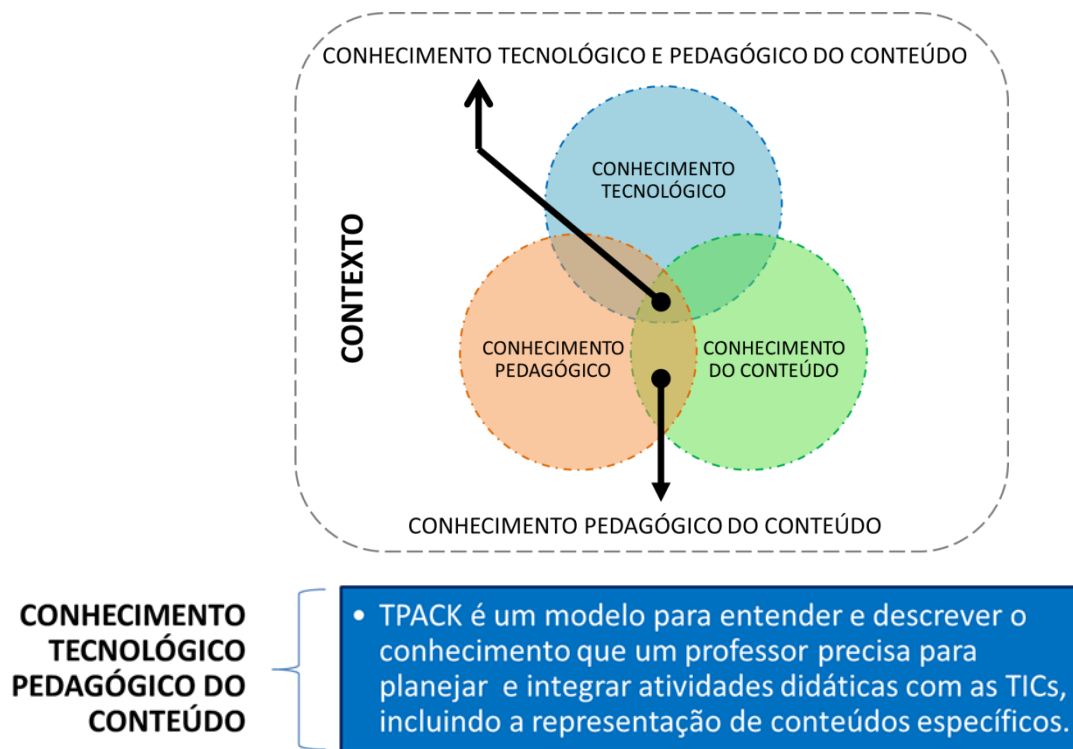 CONHECIMENTO TECNOLÓGICO E PEDAGÓGICO DO CONTEÚDO
CONHECIMENTO
TECNOLÓGICO
CONTEXTO
CONHECIMENTO
PEDAGÓGICO
CONHECIMENTO
DO CONTEÚDO
CONHECIMENTO PEDAGÓGICO DO CONTEÚDO
CONHECIMENTO
TECNOLÓGICO
PEDAGÓGICO DO
CONTEÚDO
• TPACK é um modelo para entender e descrever o
conhecimento que um professor precisa para
planejar e integrar atividades didáticas com as TICs,
incluindo a representação de conteúdos específicos.